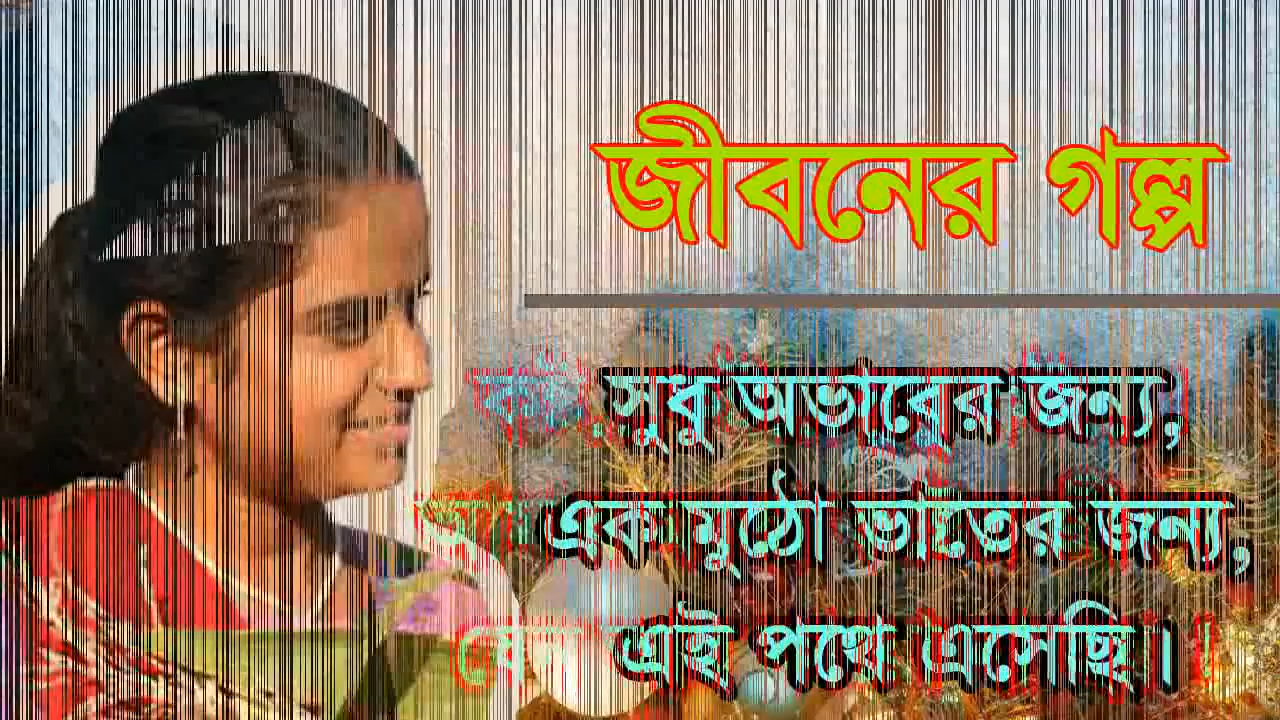 জীবনের গল্প
সুধু অভাবের জন্য,
এক মুঠো ভাতের জন্য,
এই পথে এসেছি।